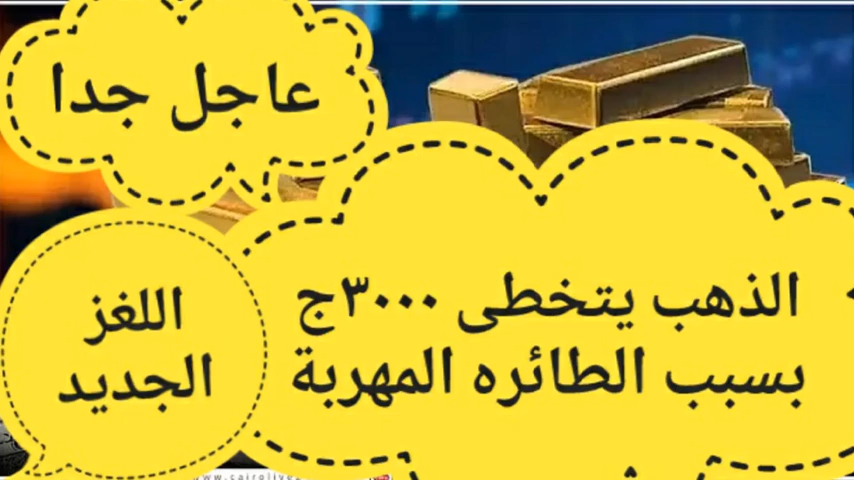 عاجل جدا
الذهب يتخطى ٣٠٠٠ج
بسبب الطائره المهربة
اللغز
الجديد